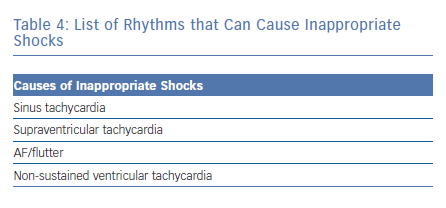 Table 4: List of Rhythms that Can Cause Inappropriate
Shocks
Causes of Inappropriate Shocks
Sinus tachycardia
Supraventricular tachycardia
AF/flutter
Non-sustained ventricular tachycardia